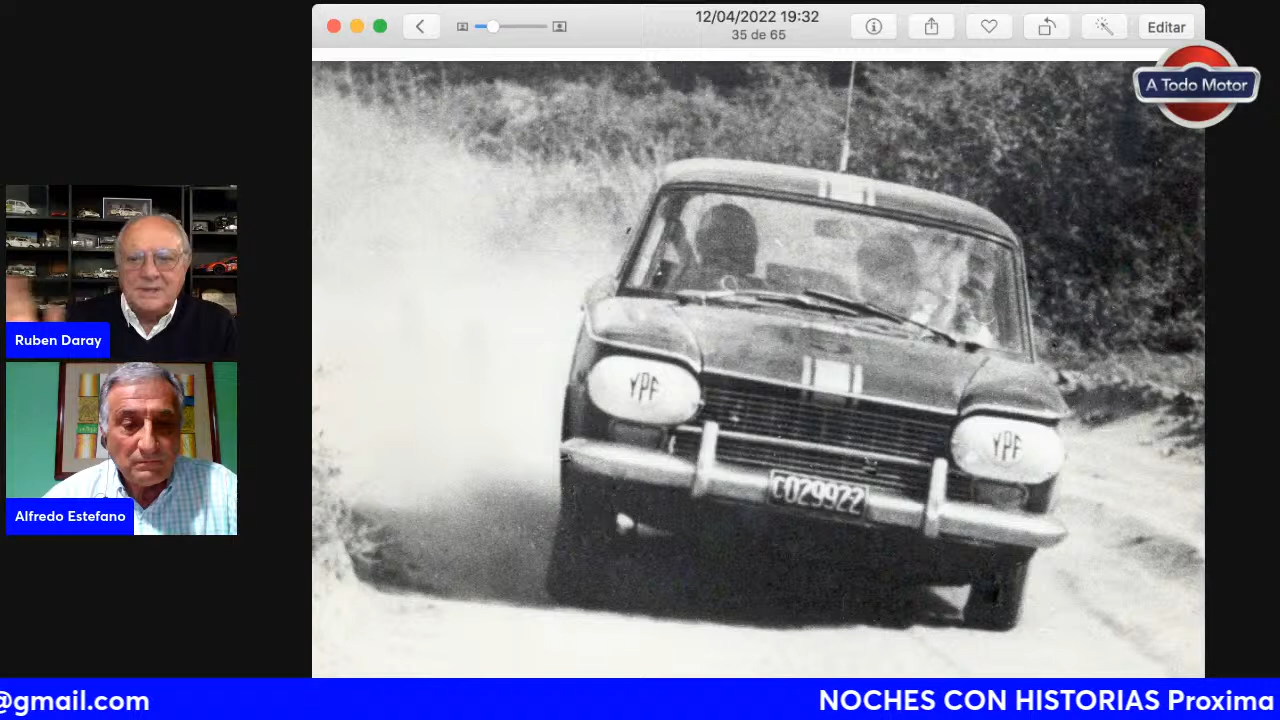 12/04/2022 19:32
35 de 65
Editar
A Todo Motor
YPF
YPF
C029922
Ruben Daray
Alfredo Estefano
@gmail.com
NOCHES CON HISTORIAS Proxima